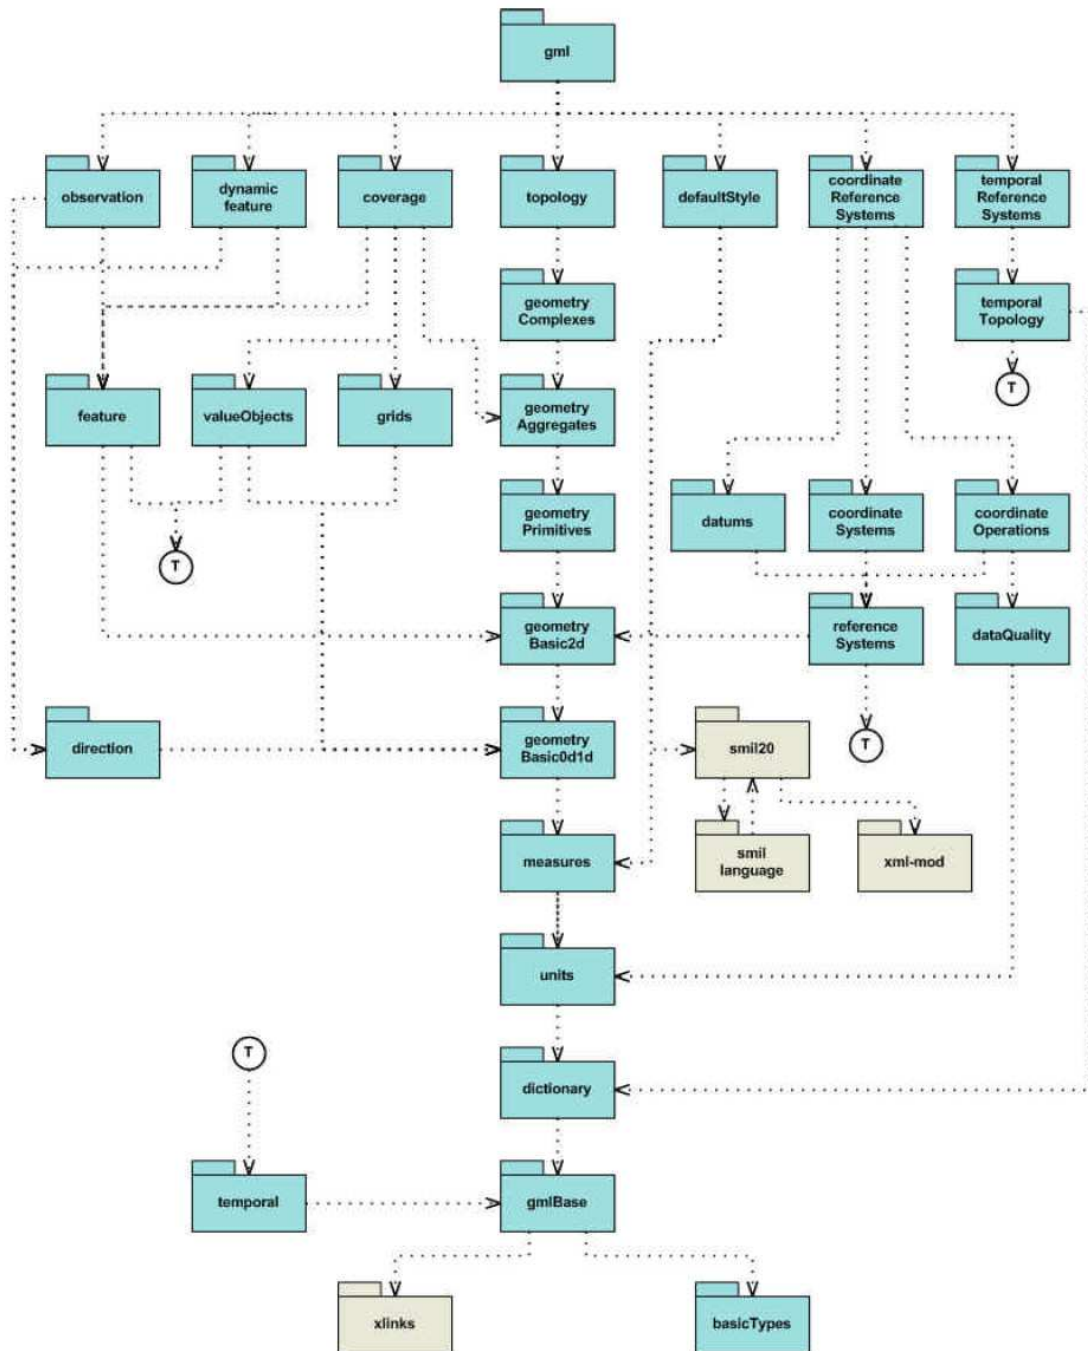 gml
observation
dynamic
feature
coverage
topology
defaultStyle
coordinate
Reference
Systems
temporal
Reference
Systems
geometry
Complexes
temporal
Topology
T
feature
valueObjects
grids
geometry
Aggregates
geometry
Primitives
datums
coordinate
Systems
coordinate
Operations
T
geometry
Basic2d
reference
Systems
dataQuality
direction
geometry
Basic0d1d
smil20
T
measures
smil
language
xml-mod
units
T
dictionary
temporal
gmlBase
xlinks
basicTypes